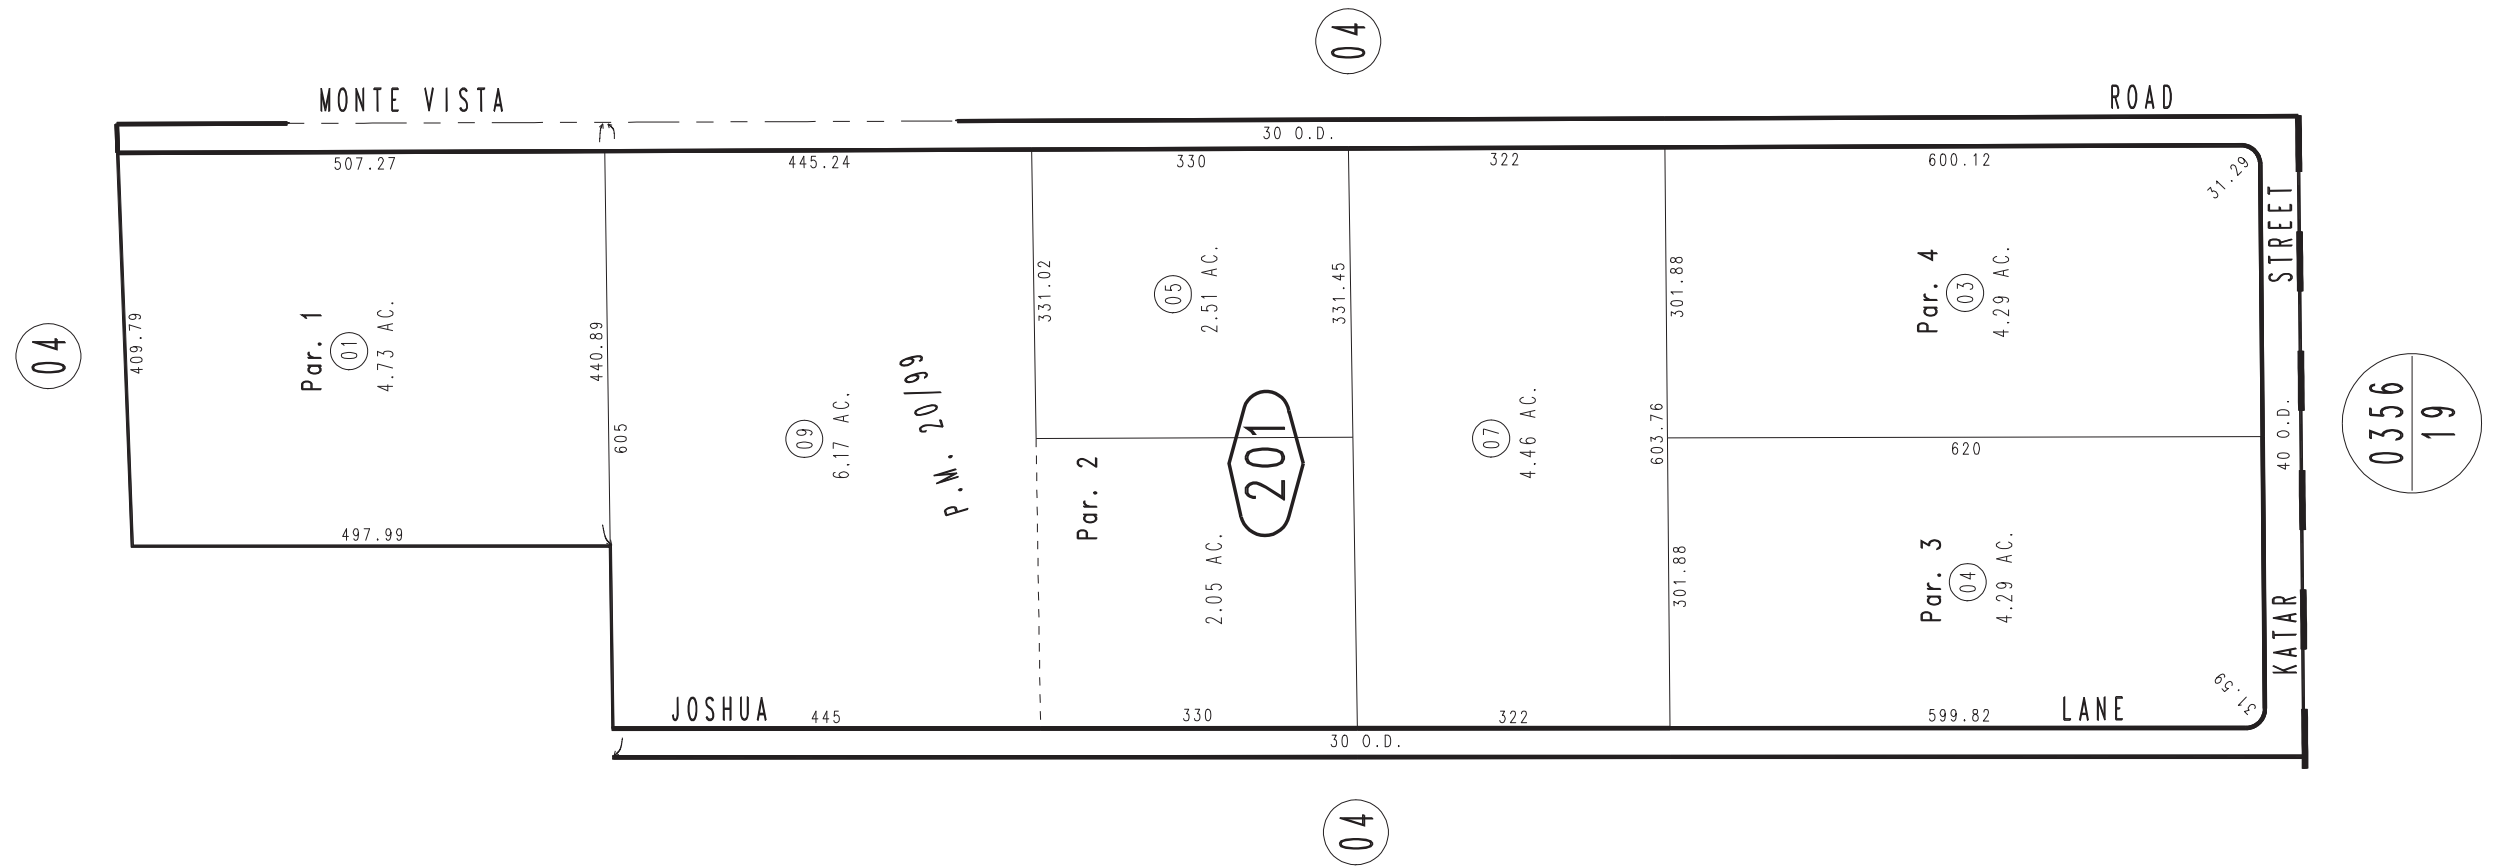 04
MONTE VISTA
ROAD
30 O.D.
507.27
445.24
330
322
600.12
31.29
STREET
409.79
Par. 1
01
4.73 AC.
440.89
605
497.99
09
6.17 AC.
P.M. 20/99
331.02
05
2.51 AC.
331.45
201
Par. 2
2.05 AC.
07
4.46 AC.
603.76
301.88
Par. 4
03
4.29 AC.
620
301.88
Par. 3
04
4.29 AC.
40 O.D.
KATAR
31.59
04
0356
19
JOSHUA
LANE
445
330
322
599.82
30 O.D.
04